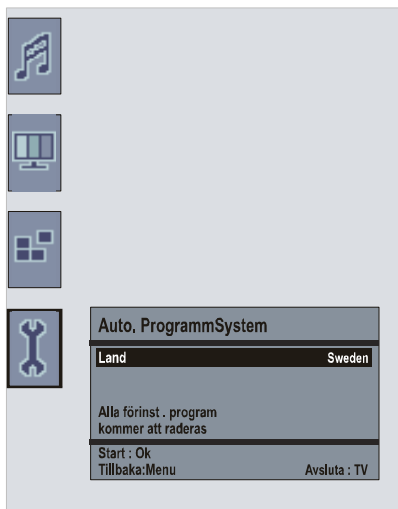 Auto. ProgrammSystem
Land Sweden
Alla förinst . program
kommer att raderas
Start : Ok
Tillbaka:Menu Avsluta : TV